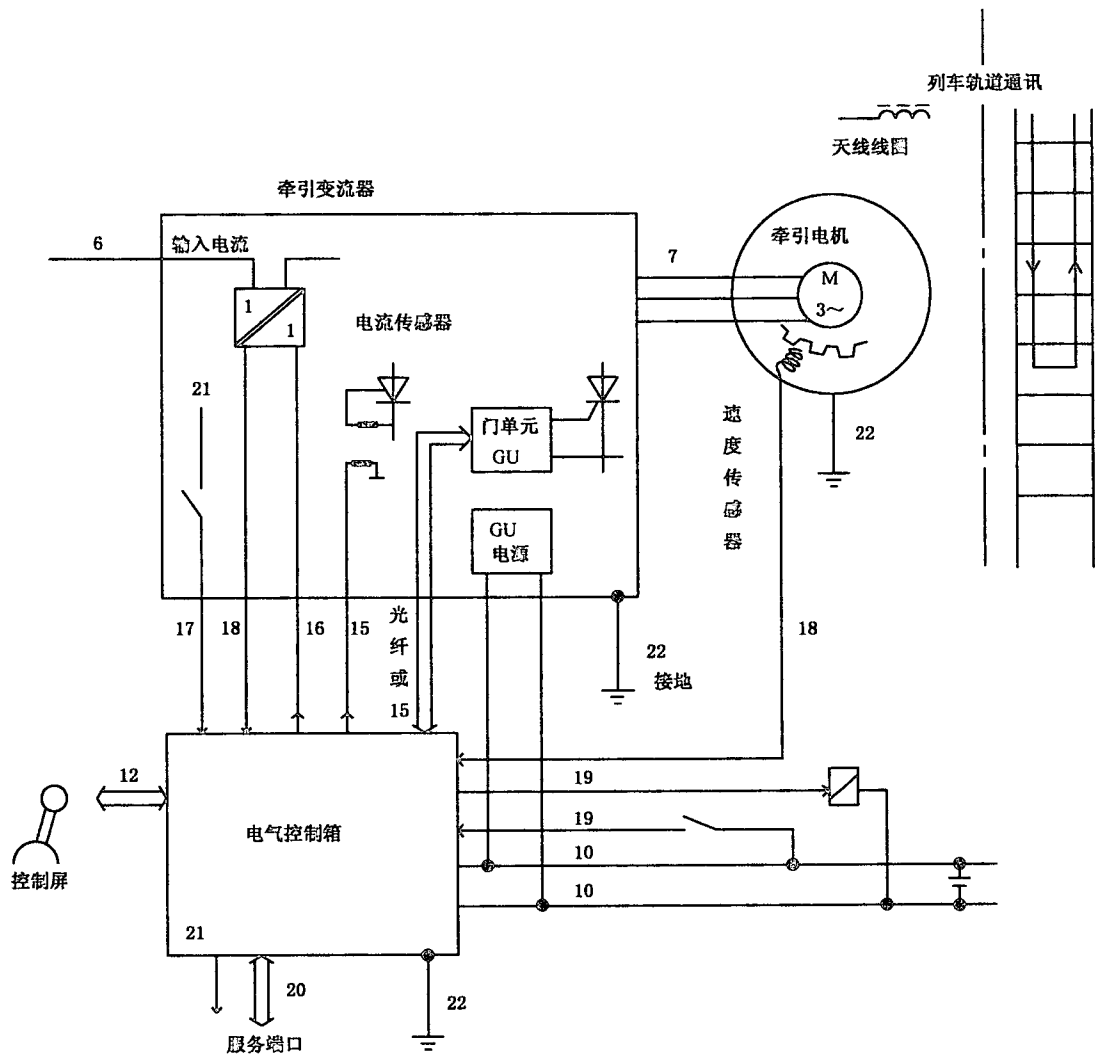 列车轨道通讯
天线线图
牵引变流器
6
输入电流
7
牵引电机
M
3～
1
1
电流传感器
21
门单元
GU
速度传感器
22
GU
电源
17
18
16
15
光纤或
15
22
接地
18
12
19
19
电气控制箱
10
控制屏
10
21
20
22
服务端口